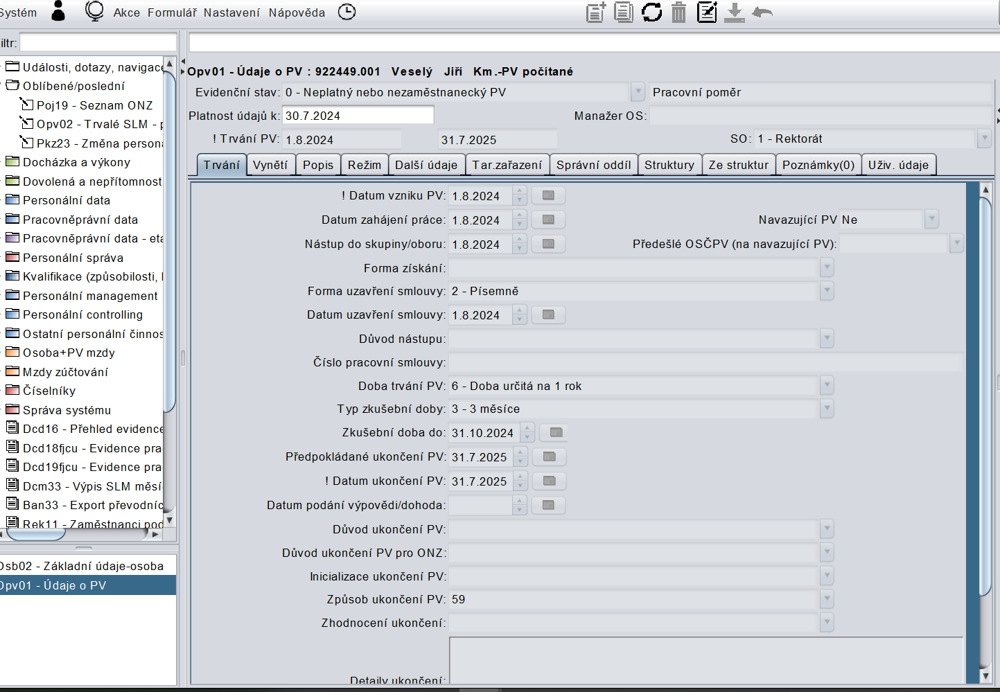 Systém Akce Formulář Nastavení Nápověda
iltr:
Události, dotazy, navigace
Oblíbené/poslední
Poj19 - Seznam ONZ
Opv02 - Trvalé SLM - p
Pkz23 - Změna persona
Docházka a výkony
Dovolená a nepřítomnost
Personální data
Pracovněprávní data
Pracovněprávní data - eta
Personální správa
Kvalifikace (způsobilosti,
Personální management
Personální controlling
Ostatní personální činnos
Osoba+PV mzdy
Mzdy zúčtování
Číselníky
Správa systému
Dcd16 - Přehled evidence
Dcd18fjcu - Evidence pra
Dcd19fjcu - Evidence pra
Dcm33 - Výpis SLM měsí
Ban33 - Export převodníc
Rek11 - Zaměstnanci pod
Osb02 - Základní údaje-osoba
Opv01 - Údaje o PV
Opv01 - Údaje o PV : 922449.001 Veselý Jiří Km.-PV počítané
Evidenční stav: 0 - Neplatný nebo nezaměstnanecký PV Pracovní poměr
Platnost údajů k: 30.7.2024 Manažer OS:
! Trvání PV: 1.8.2024 31.7.2025 SO: 1 - Rektorát
Trvání Vynětí Popis Režim Další údaje Tar.zařazení Správní oddíl Struktury Ze struktur Poznámky(0) Uživ. údaje
! Datum vzniku PV: 1.8.2024
Datum zahájení práce: 1.8.2024 Navazující PV Ne
Nástup do skupiny/oboru: 1.8.2024 Předešlé OSČPV (na navazující PV):
Forma získání:
Forma uzavření smlouvy: 2 - Písemně
Datum uzavření smlouvy: 1.8.2024
Důvod nástupu:
Číslo pracovní smlouvy:
Doba trvání PV: 6 - Doba určitá na 1 rok
Typ zkušební doby: 3 - 3 měsíce
Zkušební doba do: 31.10.2024
Předpokládané ukončení PV: 31.7.2025
! Datum ukončení PV: 31.7.2025
Datum podání výpovědi/dohoda:
Důvod ukončení PV:
Důvod ukončení PV pro ONZ:
Inicializace ukončení PV:
Způsob ukončení PV: 59
Zhodnocení ukončení:
Detaily ukončení: